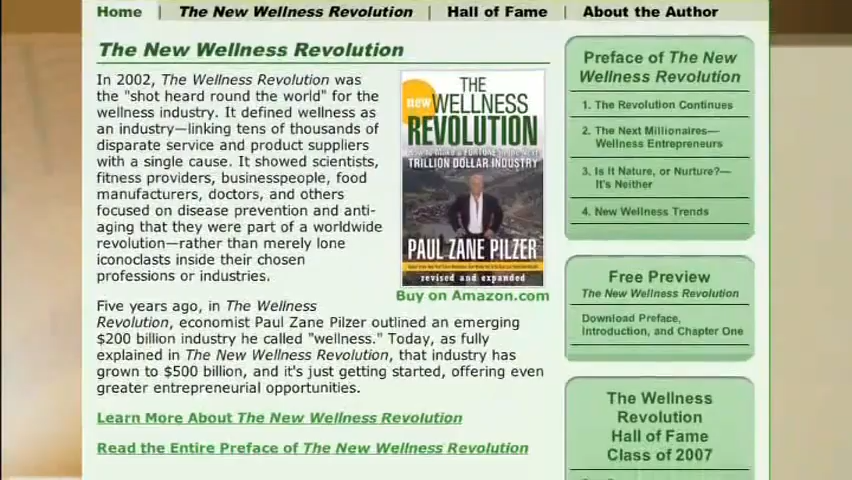 Home | The New Wellness Revolution | Hall of Fame | About the Author
The New Wellness Revolution
In 2002, The Wellness Revolution was
the "shot heard round the world" for the
wellness industry. It defined wellness as
an industry—linking tens of thousands of
disparate service and product suppliers
with a single cause. It showed scientists,
fitness providers, businesspeople, food
manufacturers, doctors, and others
focused on disease prevention and anti-
aging that they were part of a worldwide
revolution—rather than merely lone
iconoclasts inside their chosen
professions or industries.
THE
new WELLNESS
REVOLUTION
TRILLION DOLLAR INDUSTRY
PAUL ZANE PILZER
revised and expanded
Buy on Amazon.com
Five years ago, in The Wellness
Revolution, economist Paul Zane Pilzer outlined an emerging
$200 billion industry he called "wellness." Today, as fully
explained in The New Wellness Revolution, that industry has
grown to $500 billion, and it's just getting started, offering even
greater entrepreneurial opportunities.
Learn More About The New Wellness Revolution
Read the Entire Preface of The New Wellness Revolution
Preface of The New
Wellness Revolution
1. The Revolution Continues
2. The Next Millionaires—
Wellness Entrepreneurs
3. Is It Nature, or Nurture?—
It's Neither
4. New Wellness Trends
Free Preview
The New Wellness Revolution
Download Preface,
Introduction, and Chapter One
The Wellness
Revolution
Hall of Fame
Class of 2007